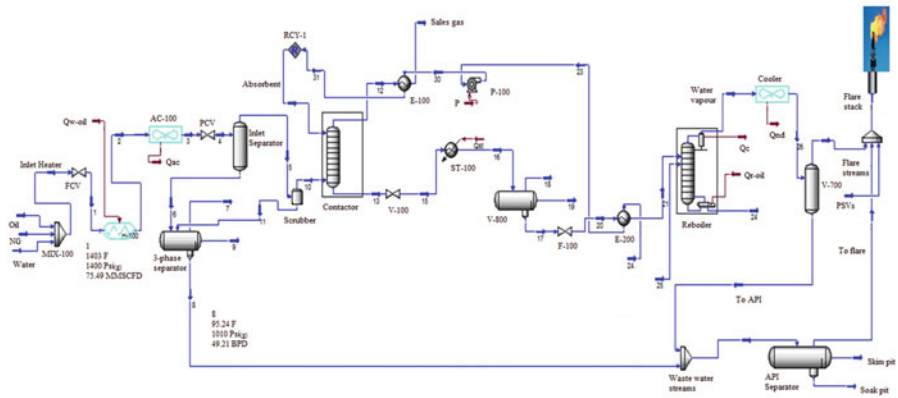 Sales gas
RCY-1
Absorbent
31
12
E-100
30
P-100
P
23
Cooler
Water
vapour
Qnd
26
Flare
stack
Flare
streams
V-700
PSVs
Qw-oil
AC-100
2
3
PCV
4
Qac
Inlet
Separator
5
10
Scrubber
Contactor
13
V-100
15
ST-100
Qst
16
18
19
V-800
17
F-100
20
E-200
24
21
25
Qc
Qr-oil
24
Reboiler
Inlet Heater
FCV
Oil
NG
Water
MIX-100
1
1
1403 F
1400 Psi(g)
75.49 MMSCFD
6
7
11
9
3-phase
separator
8
8
95.24 F
1010 Psi(g)
49.21 BPD
To flare
To API
Waste water
streams
API
Separator
Skim pit
Soak pit